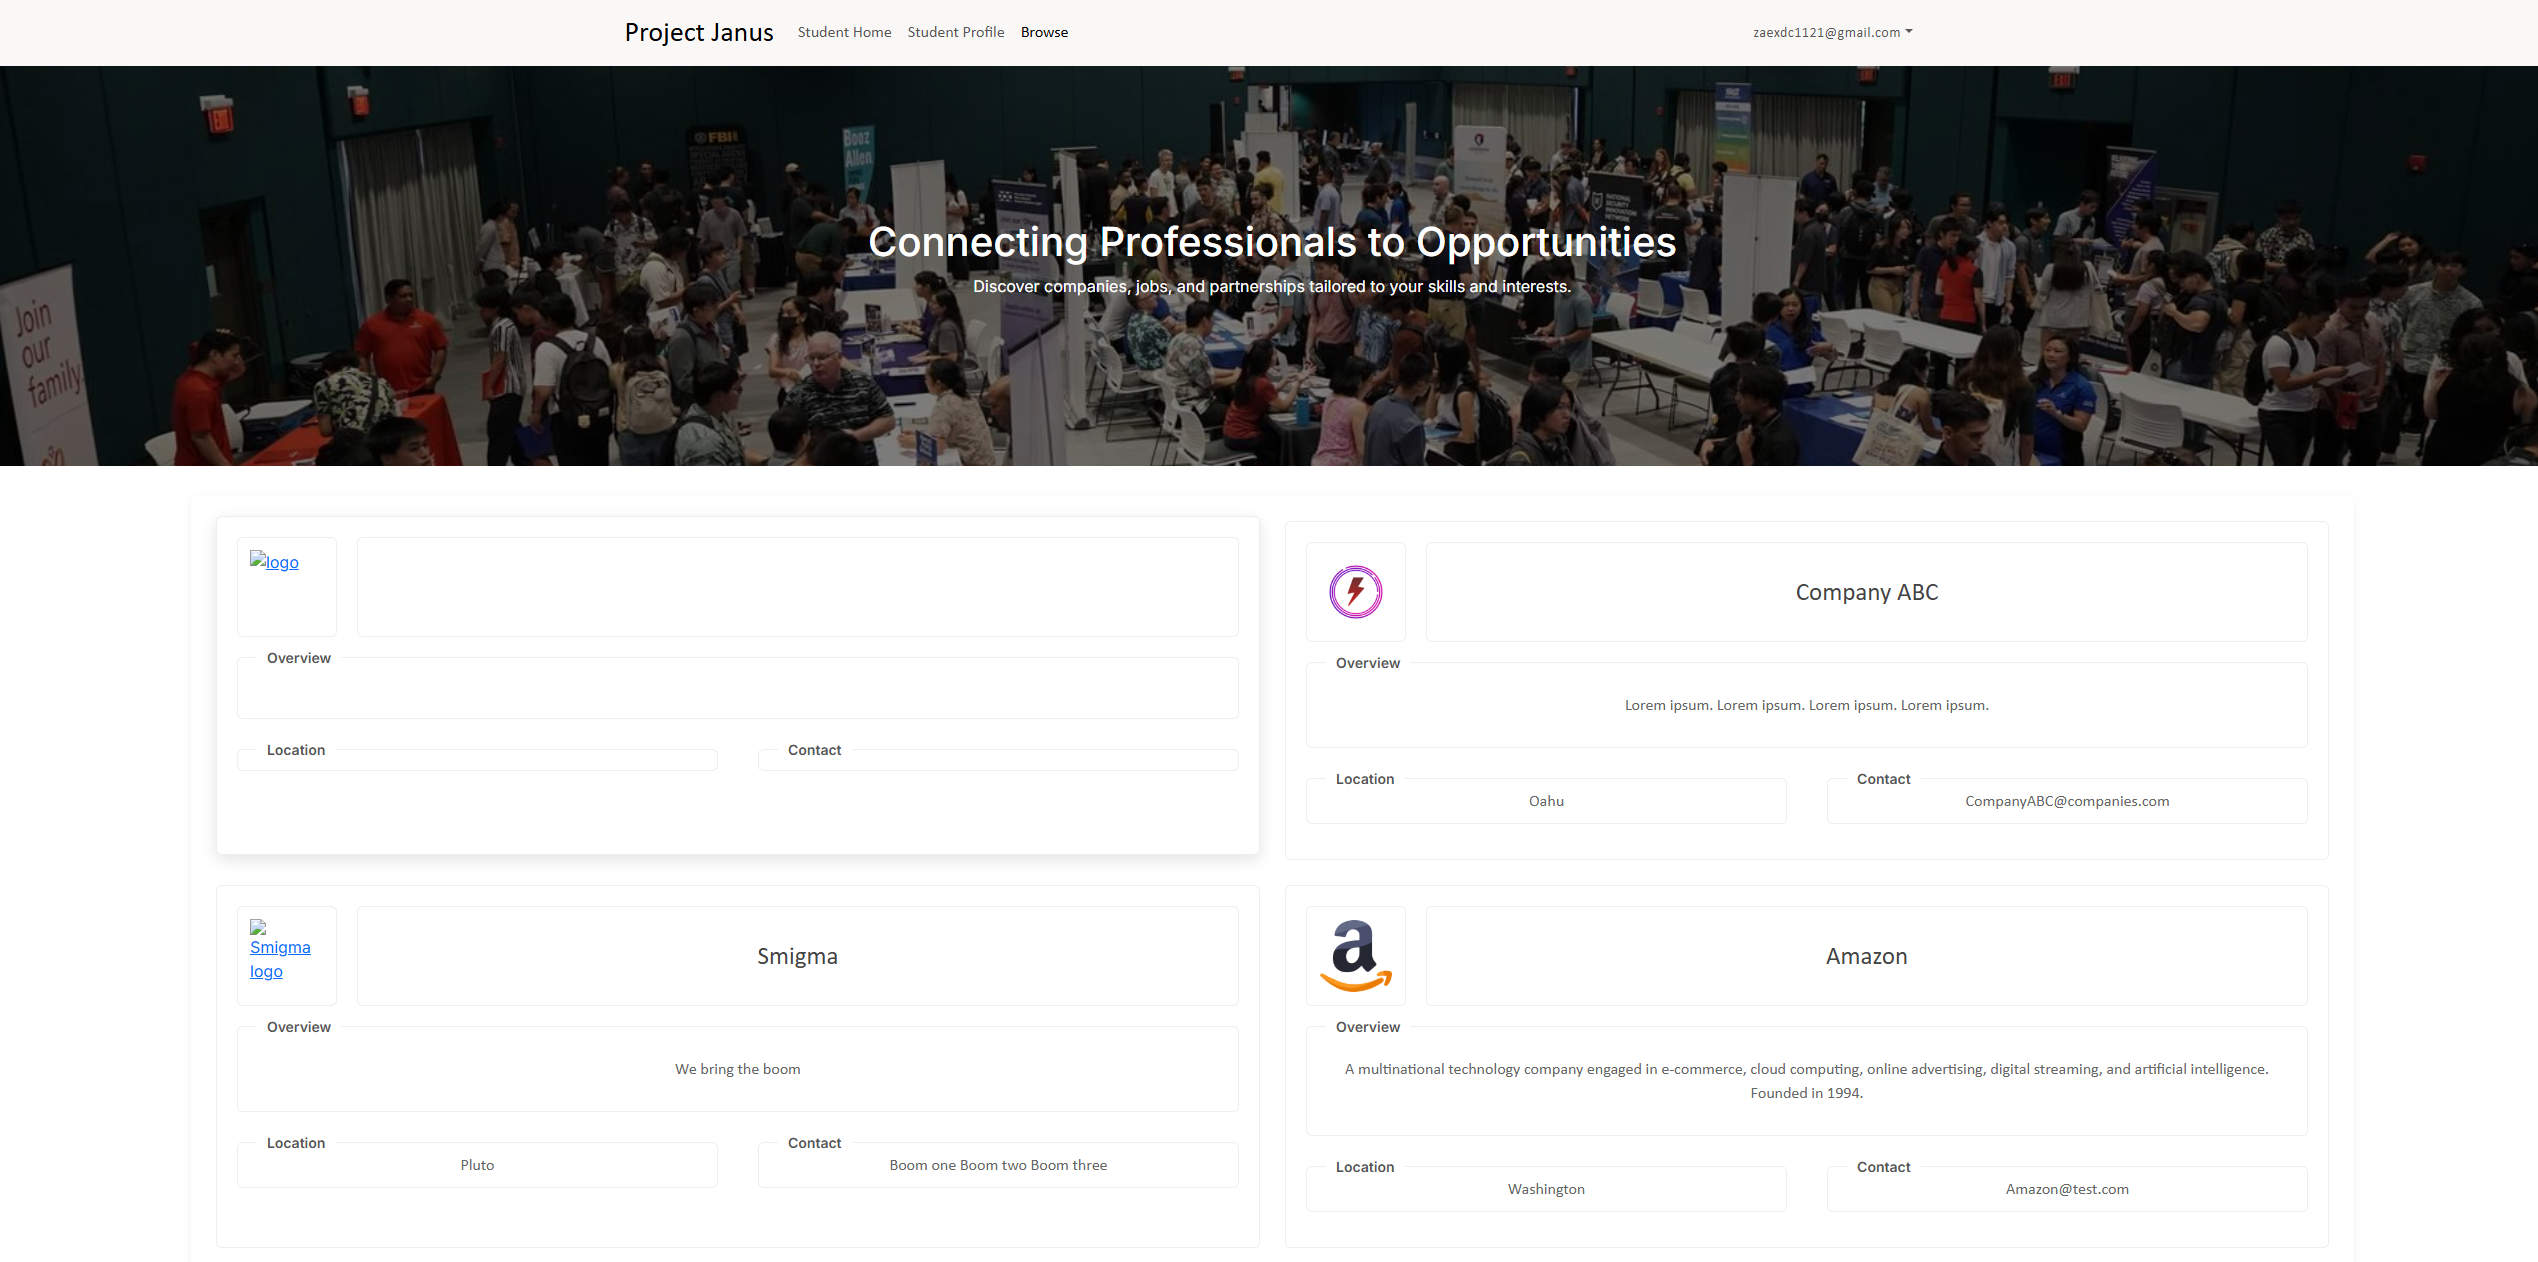 Project Janus Student Home Student Profile Browse zaexdc1121@gmail.com
FBI
Booz
Allen
NATIONAL
SECURITY
INNOVATION
NETWORK
Join
our
family
Connecting Professionals to Opportunities
Discover companies, jobs, and partnerships tailored to your skills and interests.
logo
Overview
Location
Contact
Company ABC
Overview
Lorem ipsum. Lorem ipsum. Lorem ipsum. Lorem ipsum.
Location
Oahu
Contact
CompanyABC@companies.com
Smigma
logo
Smigma
Overview
We bring the boom
Location
Pluto
Contact
Boom one Boom two Boom three
a
Amazon
Overview
A multinational technology company engaged in e-commerce, cloud computing, online advertising, digital streaming, and artificial intelligence.
Founded in 1994.
Location
Washington
Contact
Amazon@test.com